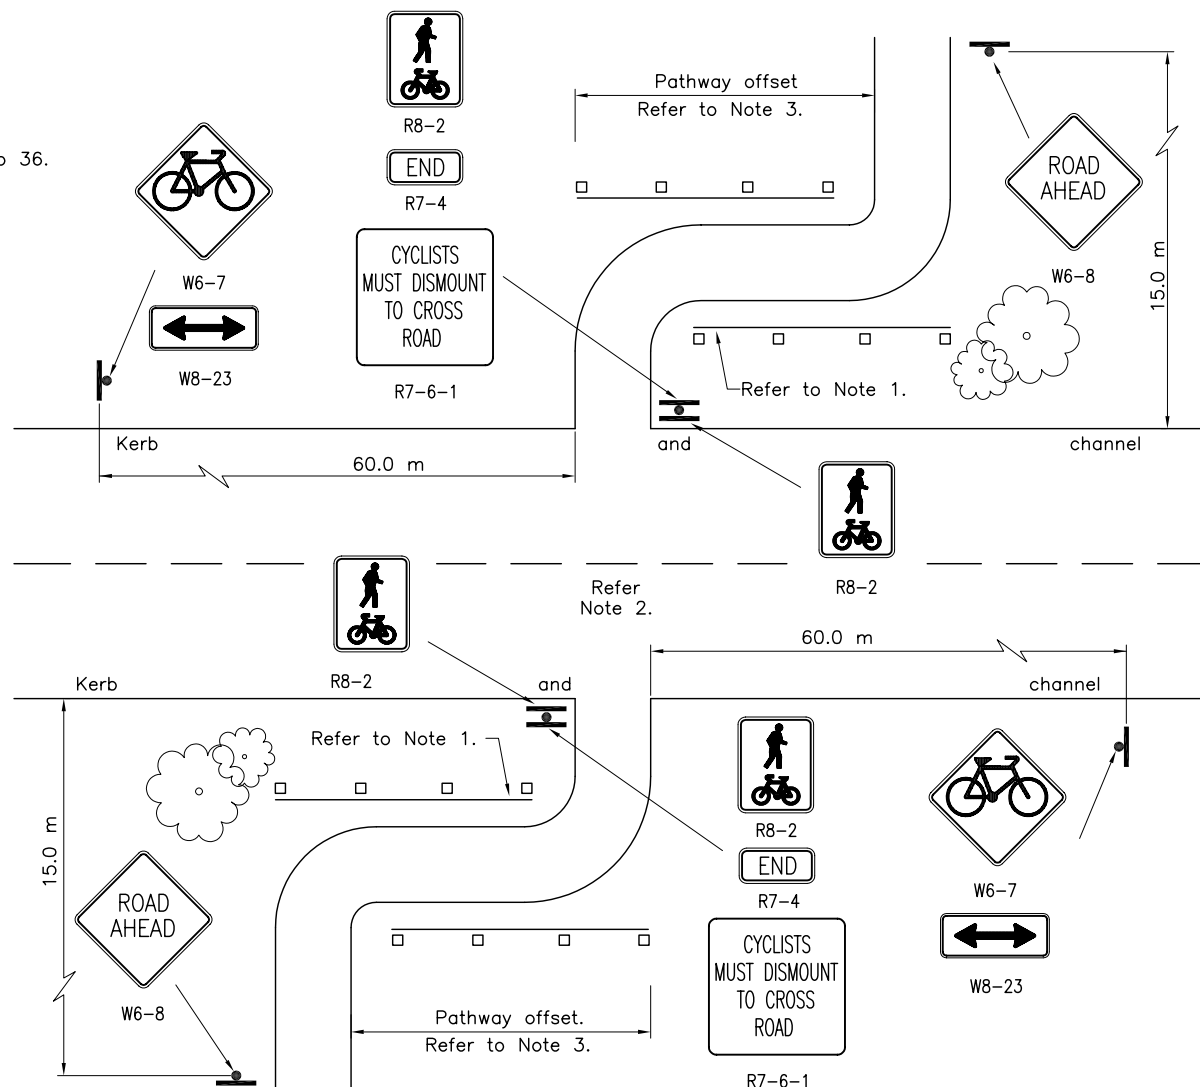 R8-2
END
R7-4
CYCLISTS
MUST DISMOUNT
TO CROSS
ROAD
R7-6-1
Pathway offset
Refer to Note 3.
ROAD
AHEAD
W6-8
15.0 m
36.
W6-7
W8-23
Refer to Note 1.
Kerb and channel
60.0 m
R8-2
Refer
Note 2.
R8-2
60.0 m
Kerb and channel
Refer to Note 1.
15.0 m
ROAD
AHEAD
W6-8
R8-2
END
R7-4
CYCLISTS
MUST DISMOUNT
TO CROSS
ROAD
R7-6-1
W6-7
W8-23
Pathway offset.
Refer to Note 3.